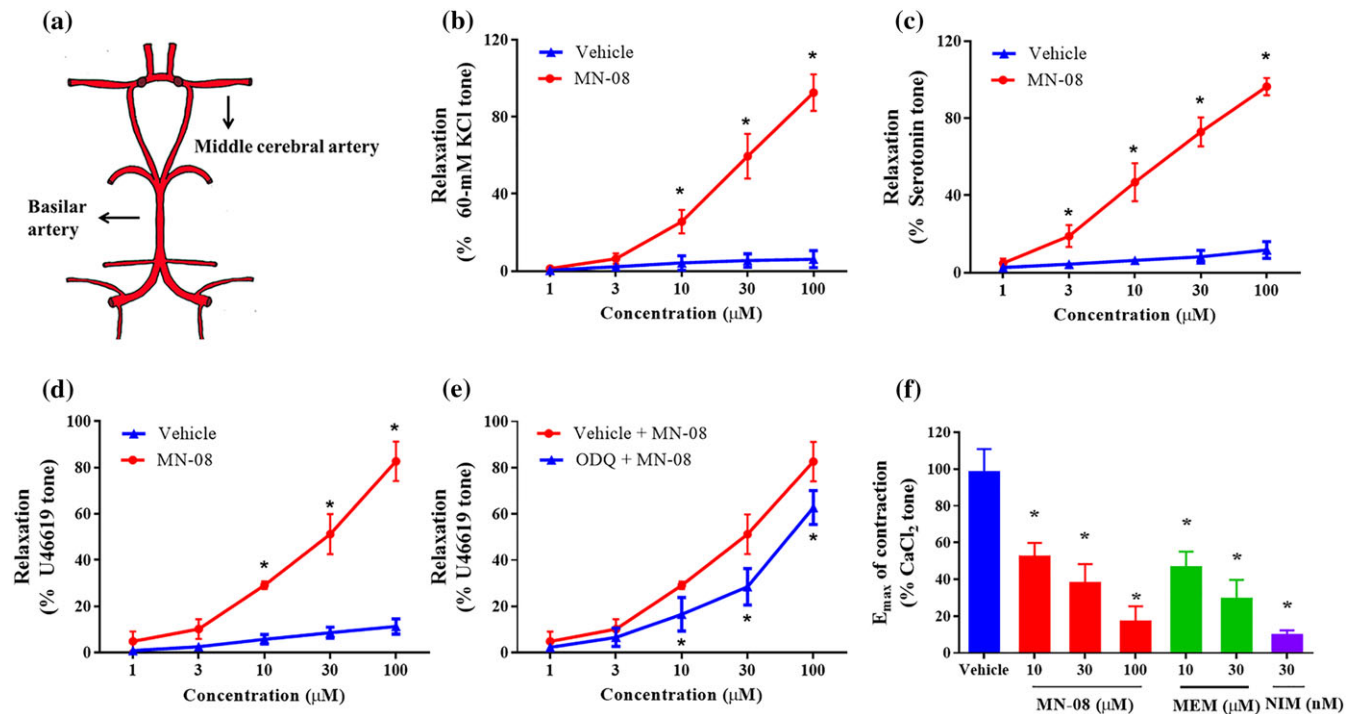 (a)
Middle cerebral artery
Basilar
artery
(b)
Relaxation
(% 60-mM KCl tone)
120
80
40
0
Vehicle
MN-08
*
*
*
1 3 10 30 100
Concentration (μM)
(c)
Relaxation
(% Serotonin tone)
120
80
40
0
Vehicle
MN-08
*
*
*
*
1 3 10 30 100
Concentration (μM)
(d)
Relaxation
(% U46619 tone)
100
80
60
40
20
0
Vehicle
MN-08
*
*
*
1 3 10 30 100
Concentration (μM)
(e)
Relaxation
(% U46619 tone)
100
80
60
40
20
0
Vehicle + MN-08
ODQ + MN-08
*
*
*
1 3 10 30 100
Concentration (μM)
(f)
Emax of contraction
(% CaCl2 tone)
120
100
80
60
40
20
0
* * * * * *
Vehicle 10 30 100 10 30 30
MN-08 (μM) MEM (μM) NIM (nM)